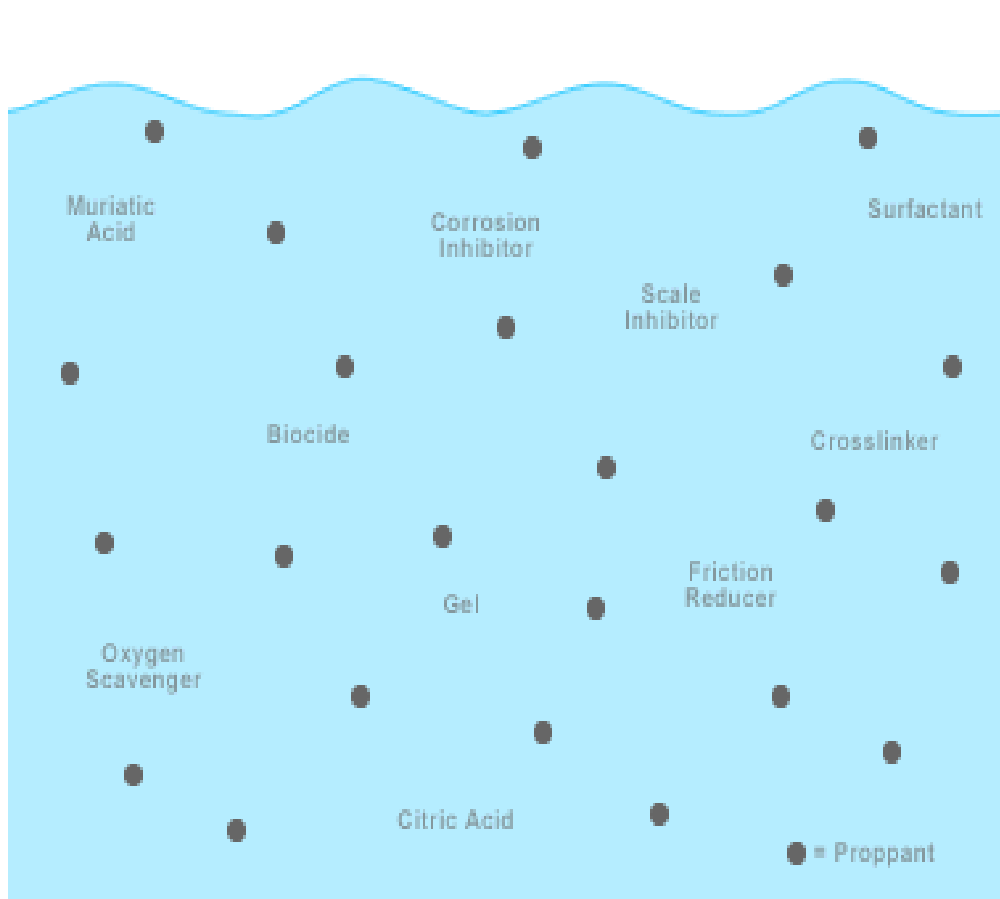 Muriatic
Acid
Corrosion
Inhibitor
Surfactant
Scale
Inhibitor
Biocide
Crosslinker
Friction
Reducer
Gel
Oxygen
Scavenger
Citric Acid
= Proppant